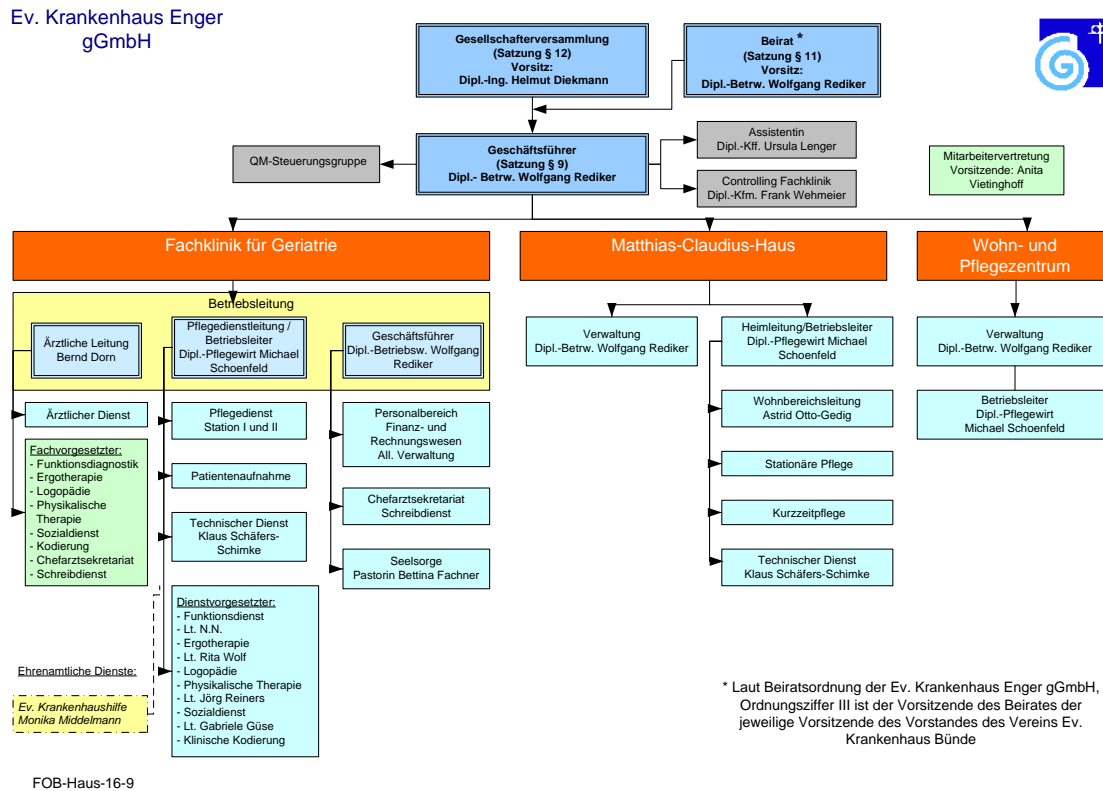 Ev. Krankenhaus Enger
gGmbH
Gesellschafterversammlung
(Satzung § 12)
Vorsitz:
Dipl.-Ing. Helmut Diekmann
Beirat *
(Satzung § 11)
Vorsitz:
Dipl.-Betrw. Wolfgang Rediker
QM-Steuerungsgruppe
Geschäftsführer
(Satzung § 9)
Dipl.- Betrw. Wolfgang Rediker
Assistentin
Dipl.-Kff. Ursula Lenger
Controlling Fachklinik
Dipl.-Kfm. Frank Wehmeier
Mitarbeitervertretung
Vorsitzende: Anita
Vietinghoff
Fachklinik für Geriatrie
Matthias-Claudius-Haus
Wohn- und
Pflegezentrum
Betriebsleitung
Ärztliche Leitung
Bernd Dorn
Pflegedienstleitung /
Betriebsleiter
Dipl.-Pflegewirt Michael
Schoenfeld
Geschäftsführer
Dipl.-Betriebsw. Wolfgang
Rediker
Ärztlicher Dienst
Fachvorgesetzter:
- Funktionsdiagnostik
- Ergotherapie
- Logopädie
- Physikalische
Therapie
- Sozialdienst
- Kodierung
- Chefarztsekretariat
- Schreibdienst
Pflegedienst
Station I und II
Patientenaufnahme
Technischer Dienst
Klaus Schäfers-
Schimke
Dienstvorgesetzter:
- Funktionsdienst
- Lt. N.N.
- Ergotherapie
- Lt. Rita Wolf
- Logopädie
- Physikalische Therapie
- Lt. Jörg Reiners
- Sozialdienst
- Lt. Gabriele Güse
- Klinische Kodierung
Personalbereich
Finanz- und
Rechnungswesen
All. Verwaltung
Chefarztsekretariat
Schreibdienst
Seelsorge
Pastorin Bettina Fachner
Verwaltung
Dipl.-Betrw. Wolfgang Rediker
Heimleitung/Betriebsleiter
Dipl.-Pflegewirt Michael
Schoenfeld
Wohnbereichsleitung
Astrid Otto-Gedig
Stationäre Pflege
Kurzzeitpflege
Technischer Dienst
Klaus Schäfers-Schimke
Verwaltung
Dipl.-Betrw. Wolfgang Rediker
Betriebsleiter
Dipl.-Pflegewirt
Michael Schoenfeld
Ehrenamtliche Dienste:
Ev. Krankenhaushilfe
Monika Middelmann
* Laut Beiratsordnung der Ev. Krankenhaus Enger gGmbH,
Ordnungsziffer III ist der Vorsitzende des Beirates der
jeweilige Vorsitzende des Vorstandes des Vereins Ev.
Krankenhaus Bünde
FOB-Haus-16-9